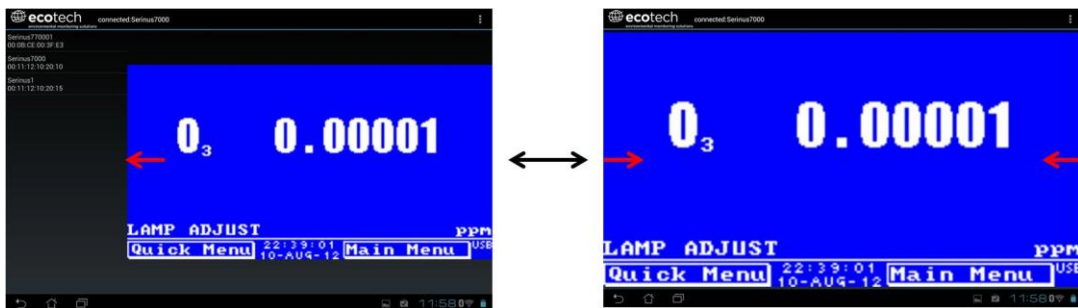 ecotech connected:Serinus7000
environmental monitoring solutions
Serinus770001
00:0B:CE:00:3F:E3
Serinus7000
00:11:12:10:20:10
Serinus1
00:11:12:10:20:15
O₃ 0.00001
LAMP ADJUST ppm
Quick Menu 22:39:01 10-AUG-12 Main Menu USB
11:58
ecotech connected:Serinus7000
environmental monitoring solutions
O₃ 0.00001
LAMP ADJUST ppm
Quick Menu 22:39:01 10-AUG-12 Main Menu USB
11:58